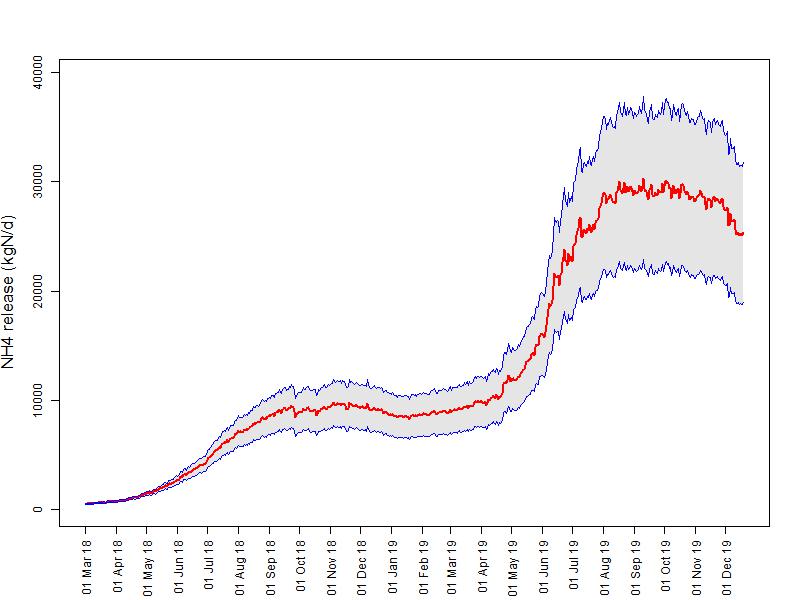 NH4 release (kgN/d)
40000
30000
20000
10000
0
01 Mar 18
01 Apr 18
01 May 18
01 Jun 18
01 Jul 18
01 Aug 18
01 Sep 18
01 Oct 18
01 Nov 18
01 Dec 18
01 Jan 19
01 Feb 19
01 Mar 19
01 Apr 19
01 May 19
01 Jun 19
01 Jul 19
01 Aug 19
01 Sep 19
01 Oct 19
01 Nov 19
01 Dec 19